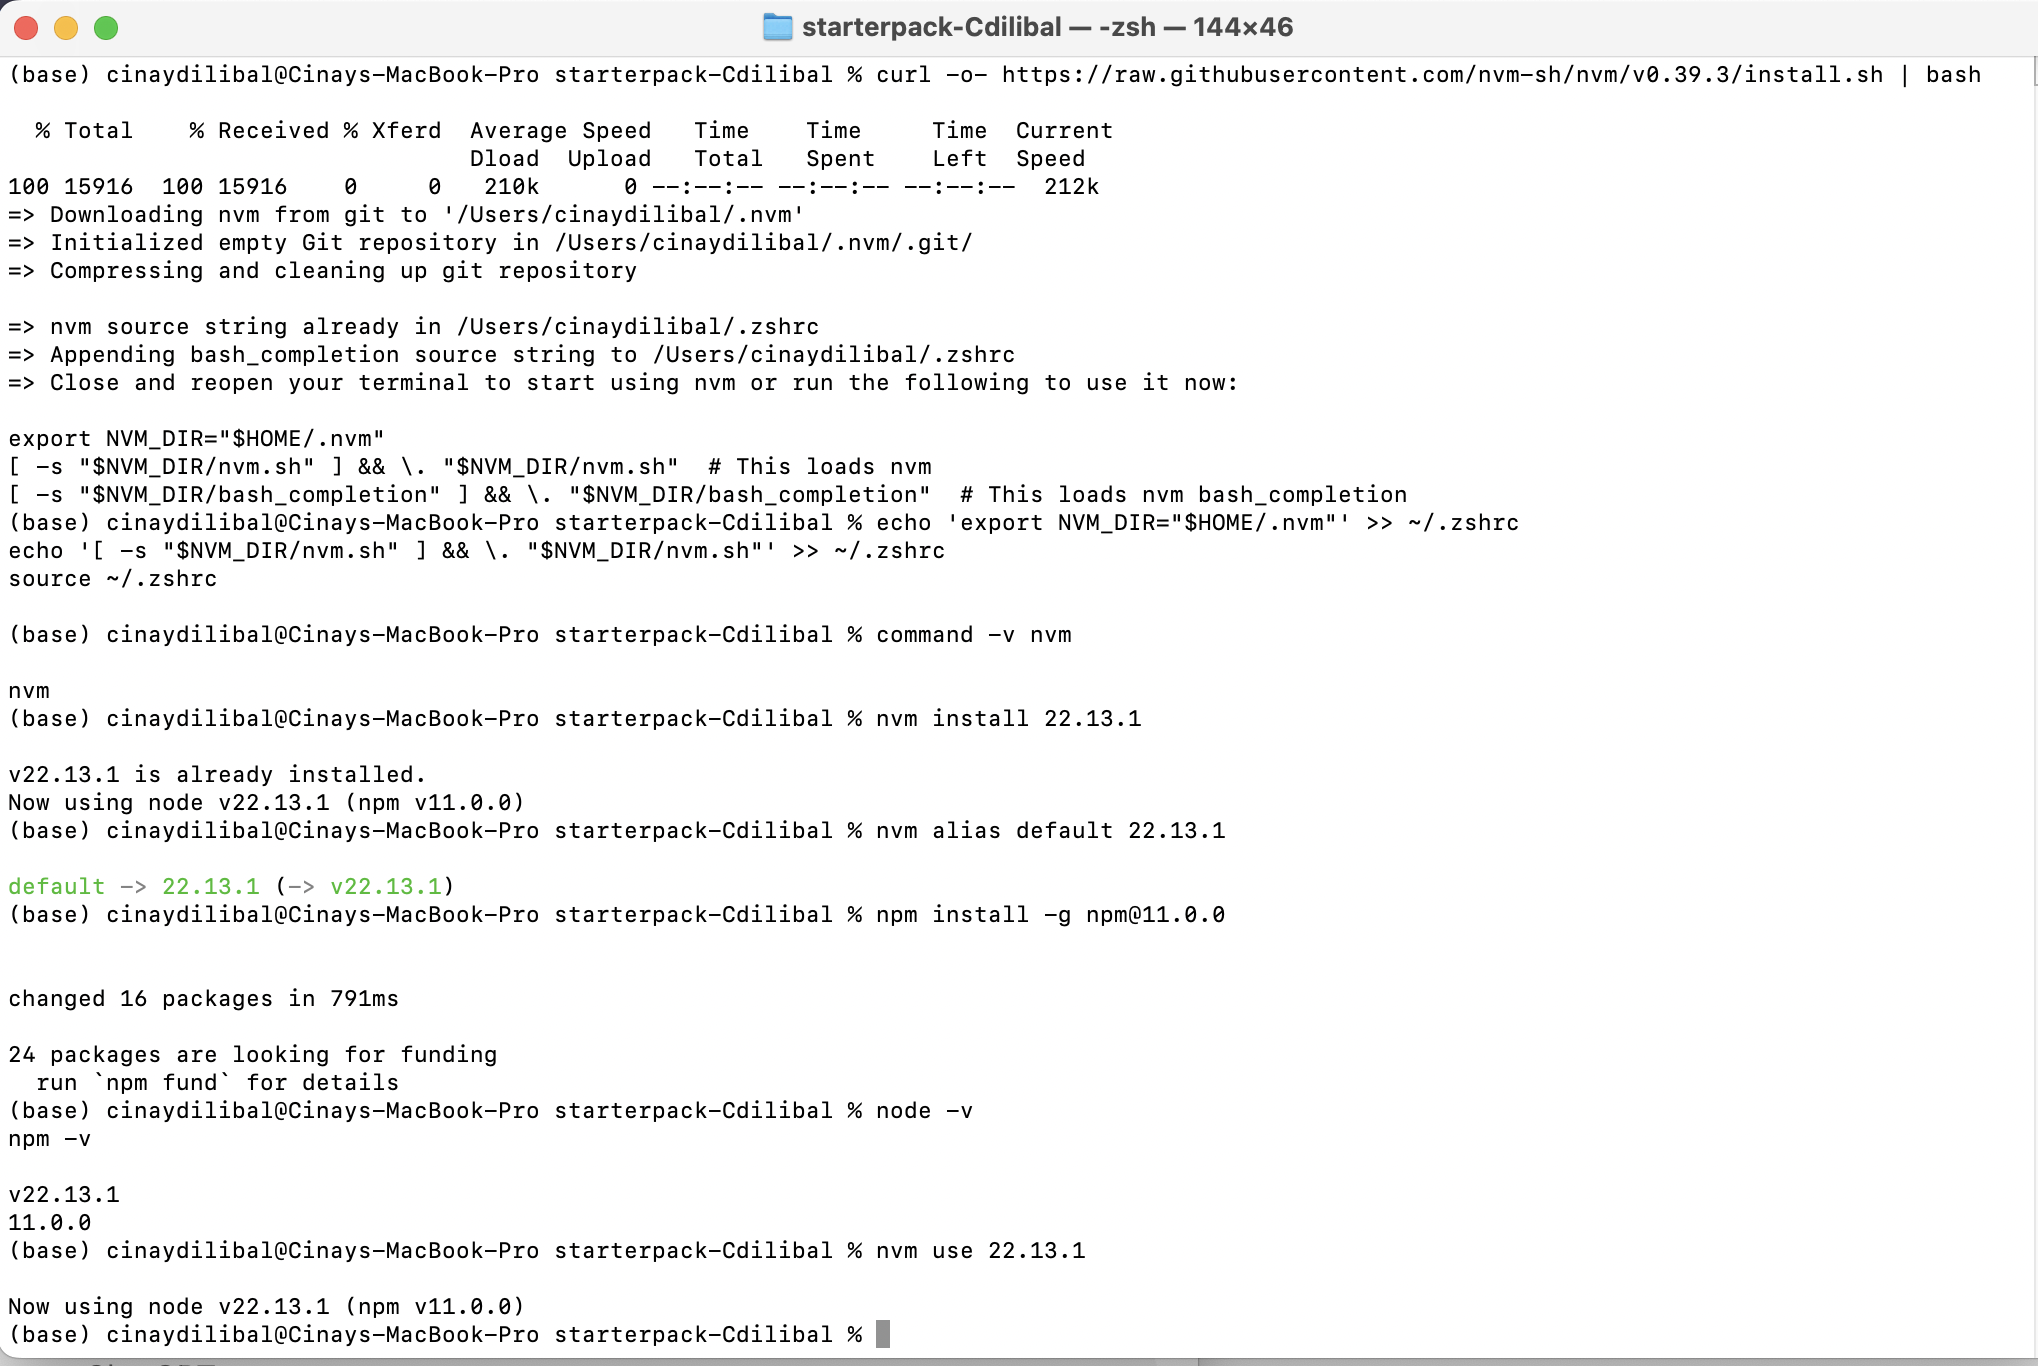 starterpack-Cdilibal — -zsh — 144×46
(base) cinaydilibal@Cinays-MacBook-Pro starterpack-Cdilibal % curl -o- https://raw.githubusercontent.com/nvm-sh/nvm/v0.39.3/install.sh | bash
  % Total    % Received % Xferd  Average Speed   Time    Time     Time  Current
                                 Dload  Upload   Total   Spent    Left  Speed
100 15916  100 15916    0     0   210k      0 --:--:-- --:--:-- --:--:--  212k
=> Downloading nvm from git to '/Users/cinaydilibal/.nvm'
=> Initialized empty Git repository in /Users/cinaydilibal/.nvm/.git/
=> Compressing and cleaning up git repository
=> nvm source string already in /Users/cinaydilibal/.zshrc
=> Appending bash_completion source string to /Users/cinaydilibal/.zshrc
=> Close and reopen your terminal to start using nvm or run the following to use it now:
export NVM_DIR="$HOME/.nvm"
[ -s "$NVM_DIR/nvm.sh" ] && \. "$NVM_DIR/nvm.sh"  # This loads nvm
[ -s "$NVM_DIR/bash_completion" ] && \. "$NVM_DIR/bash_completion"  # This loads nvm bash_completion
(base) cinaydilibal@Cinays-MacBook-Pro starterpack-Cdilibal % echo 'export NVM_DIR="$HOME/.nvm"' >> ~/.zshrc
echo '[ -s "$NVM_DIR/nvm.sh" ] && \. "$NVM_DIR/nvm.sh"' >> ~/.zshrc
source ~/.zshrc
(base) cinaydilibal@Cinays-MacBook-Pro starterpack-Cdilibal % command -v nvm
nvm
(base) cinaydilibal@Cinays-MacBook-Pro starterpack-Cdilibal % nvm install 22.13.1
v22.13.1 is already installed.
Now using node v22.13.1 (npm v11.0.0)
(base) cinaydilibal@Cinays-MacBook-Pro starterpack-Cdilibal % nvm alias default 22.13.1
default -> 22.13.1 (-> v22.13.1)
(base) cinaydilibal@Cinays-MacBook-Pro starterpack-Cdilibal % npm install -g npm@11.0.0
changed 16 packages in 791ms
24 packages are looking for funding
  run `npm fund` for details
(base) cinaydilibal@Cinays-MacBook-Pro starterpack-Cdilibal % node -v
npm -v
v22.13.1
11.0.0
(base) cinaydilibal@Cinays-MacBook-Pro starterpack-Cdilibal % nvm use 22.13.1
Now using node v22.13.1 (npm v11.0.0)
(base) cinaydilibal@Cinays-MacBook-Pro starterpack-Cdilibal %